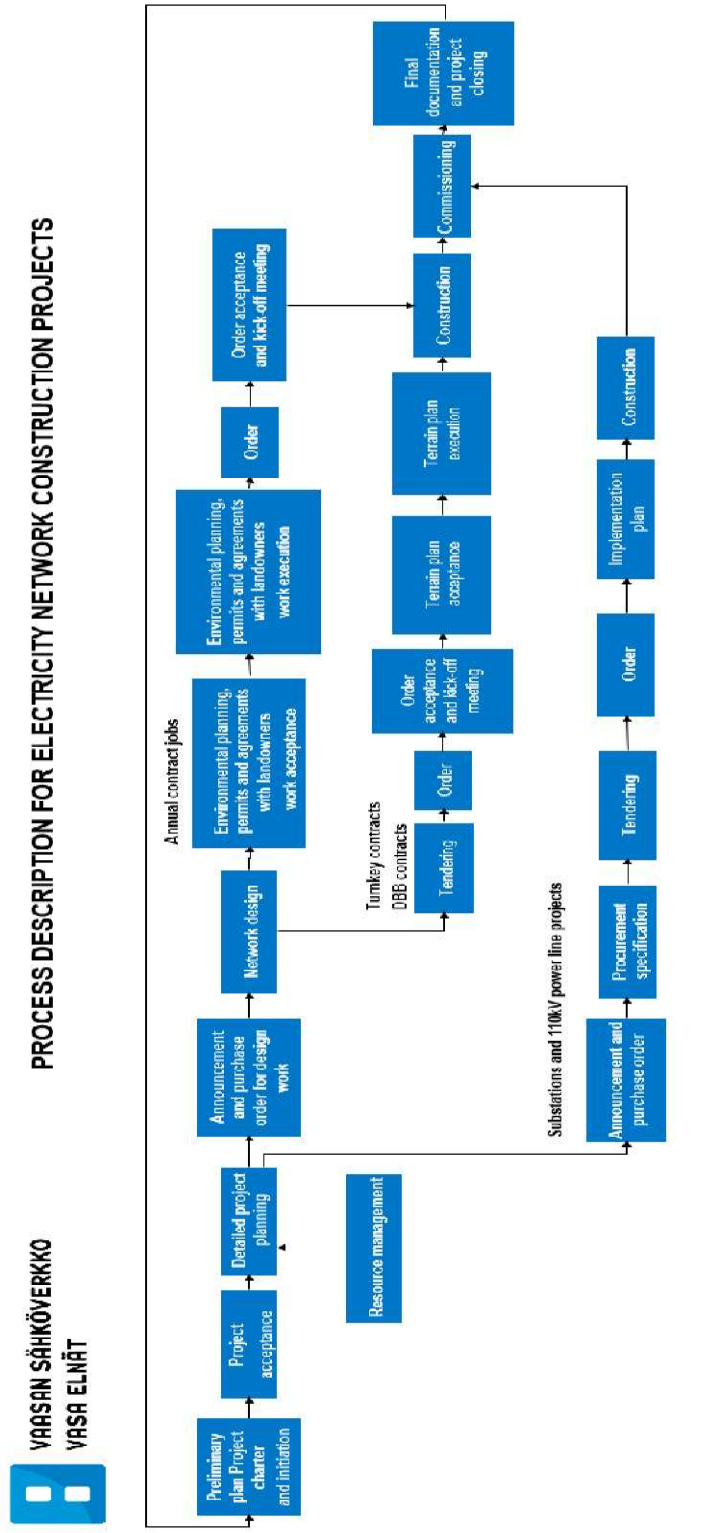 VAASAN SÄHKÖVERKKO
VASA ELNÄT
PROCESS DESCRIPTION FOR ELECTRICITY NETWORK CONSTRUCTION PROJECTS
Preliminary
plan Project
charter
and initiation
Project
acceptance
Detailed project
planning
Resource management
Announcement
and purchase
order for design
work
Network design
Annual contract jobs
Environmental planning,
permits and agreements
with landowners
work acceptance
Environmental planning,
permits and agreements
with landowners
work execution
Order
Order acceptance
and kick-off meeting
Turnkey contracts
DBB contracts
Tendering
Order
Order
acceptance
and kick-off
meeting
Terrain plan
acceptance
Terrain plan
execution
Construction
Commissioning
Final
documentation
and project
closing
Substations and 110kV power line projects
Announcement and
purchase order
Procurement
specification
Tendering
Order
Implementation
plan
Construction